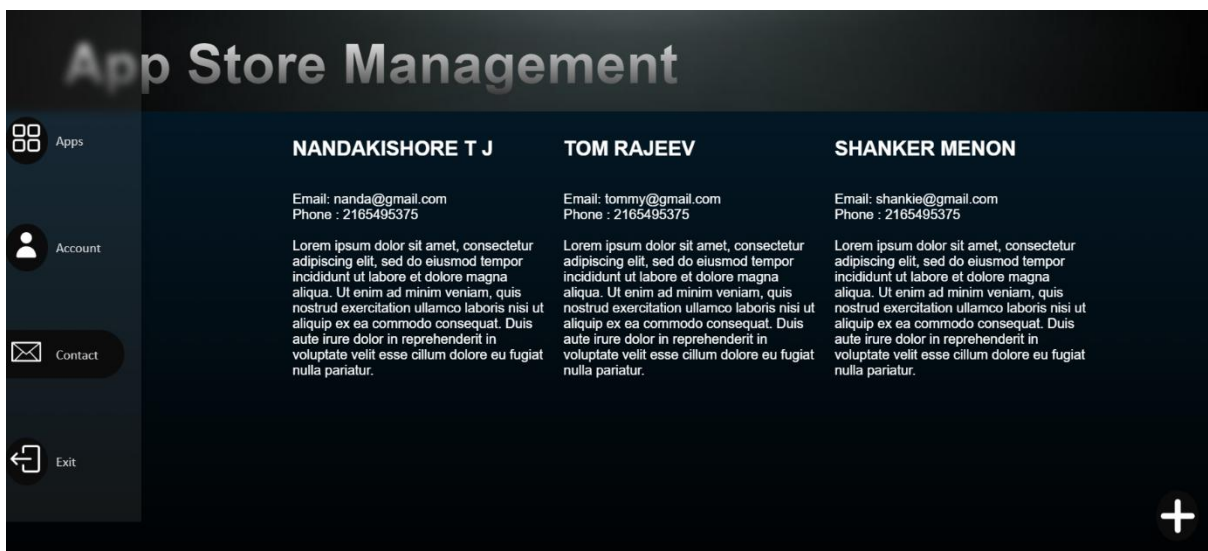 App Store Management
Apps
Account
Contact
Exit
NANDAKISHORE T J
Email: nanda@gmail.com
Phone : 2165495375
Lorem ipsum dolor sit amet, consectetur
adipiscing elit, sed do eiusmod tempor
incididunt ut labore et dolore magna
aliqua. Ut enim ad minim veniam, quis
nostrud exercitation ullamco laboris nisi ut
aliquip ex ea commodo consequat. Duis
aute irure dolor in reprehenderit in
voluptate velit esse cillum dolore eu fugiat
nulla pariatur.
TOM RAJEEV
Email: tommy@gmail.com
Phone : 2165495375
Lorem ipsum dolor sit amet, consectetur
adipiscing elit, sed do eiusmod tempor
incididunt ut labore et dolore magna
aliqua. Ut enim ad minim veniam, quis
nostrud exercitation ullamco laboris nisi ut
aliquip ex ea commodo consequat. Duis
aute irure dolor in reprehenderit in
voluptate velit esse cillum dolore eu fugiat
nulla pariatur.
SHANKER MENON
Email: shankie@gmail.com
Phone : 2165495375
Lorem ipsum dolor sit amet, consectetur
adipiscing elit, sed do eiusmod tempor
incididunt ut labore et dolore magna
aliqua. Ut enim ad minim veniam, quis
nostrud exercitation ullamco laboris nisi ut
aliquip ex ea commodo consequat. Duis
aute irure dolor in reprehenderit in
voluptate velit esse cillum dolore eu fugiat
nulla pariatur.